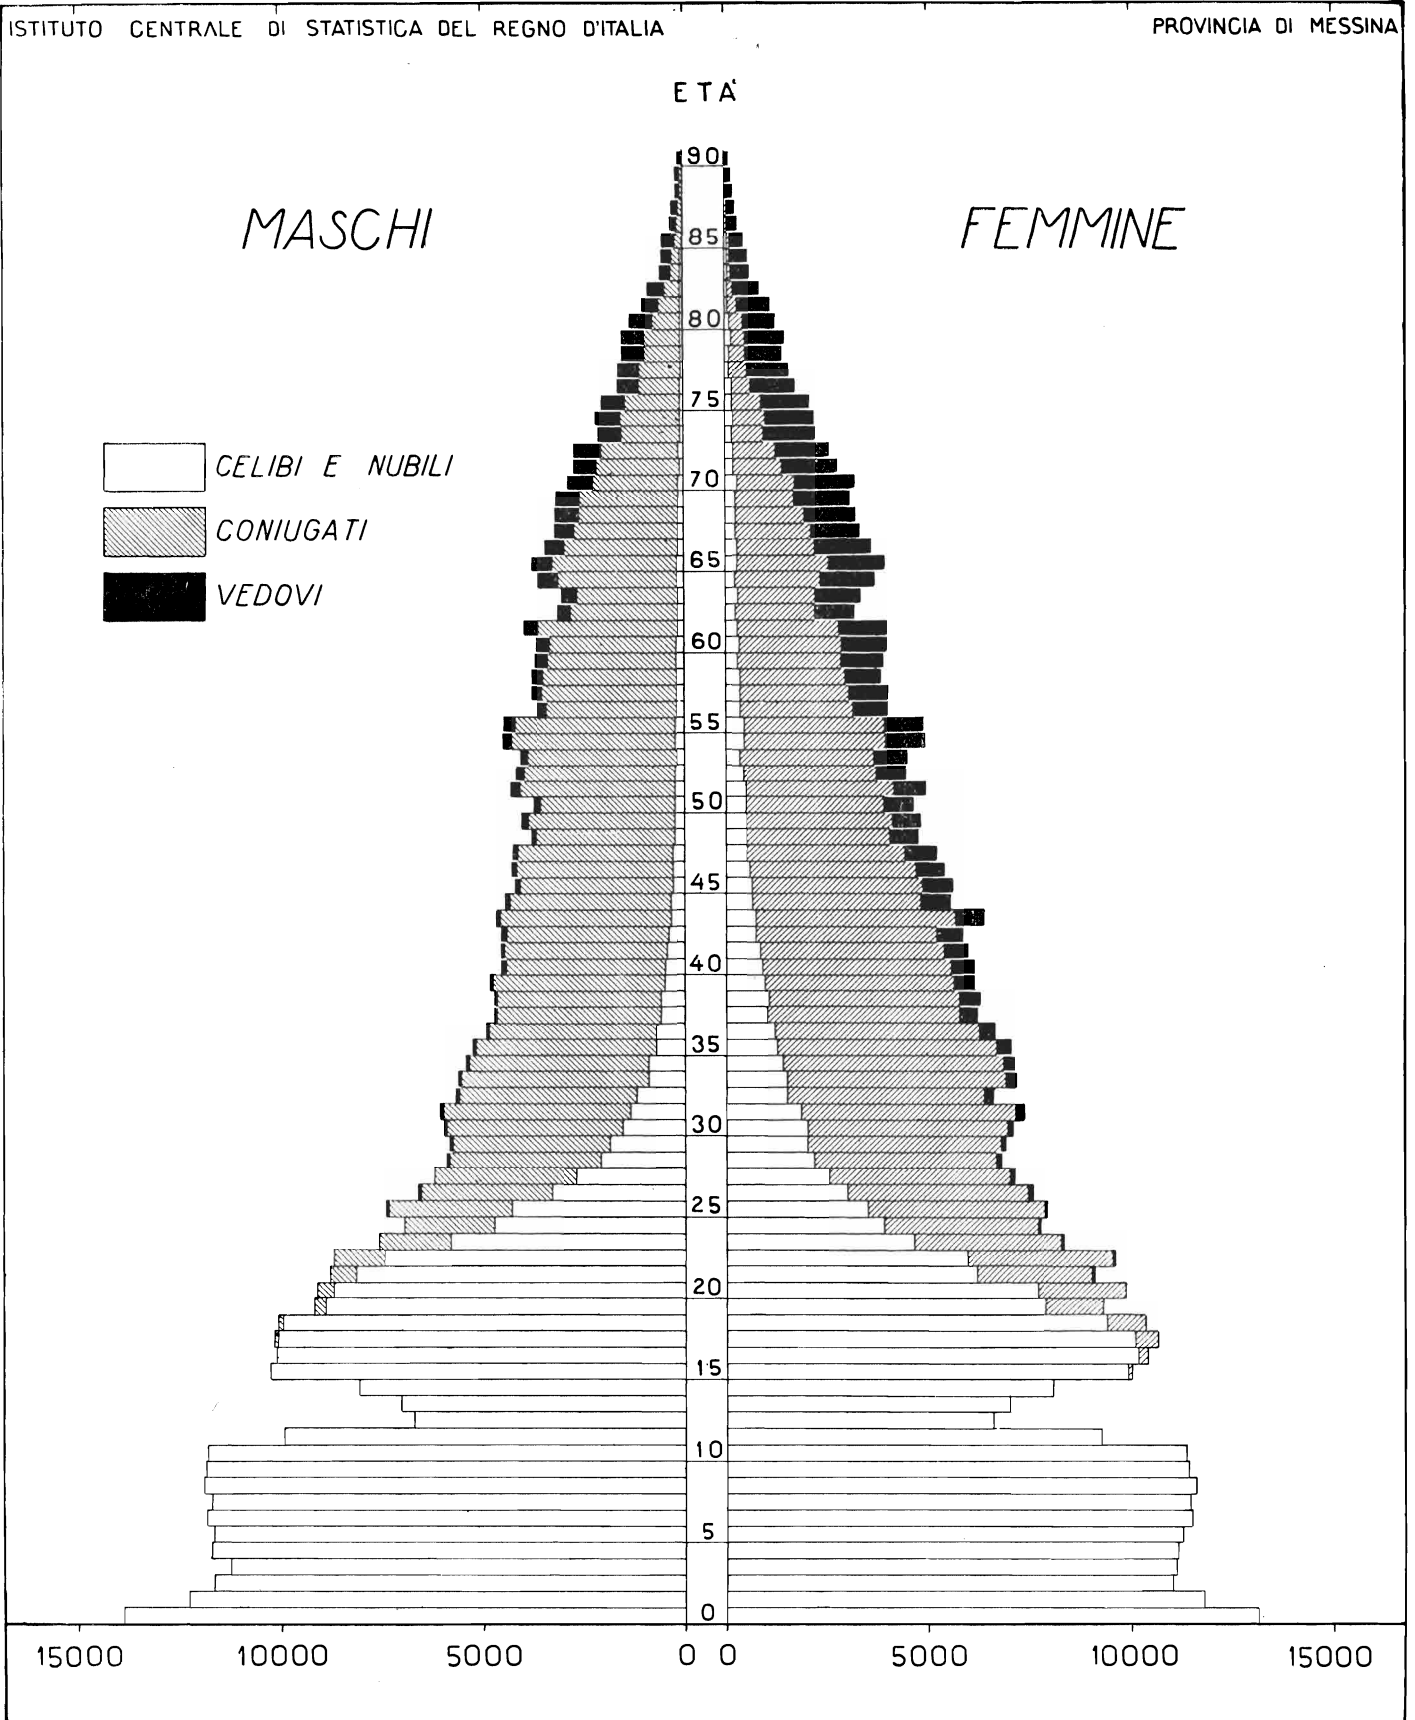 ISTITUTO CENTRALE DI STATISTICA DEL REGNO D'ITALIA
PROVINCIA DI MESSINA
ETÀ
MASCHI
FEMMINE
90
85
80
75
70
65
60
55
50
45
40
35
30
25
20
15
10
5
0
CELIBI E NUBILI
CONIUGATI
VEDOVI
15000 10000 5000 0 0 5000 10000 15000